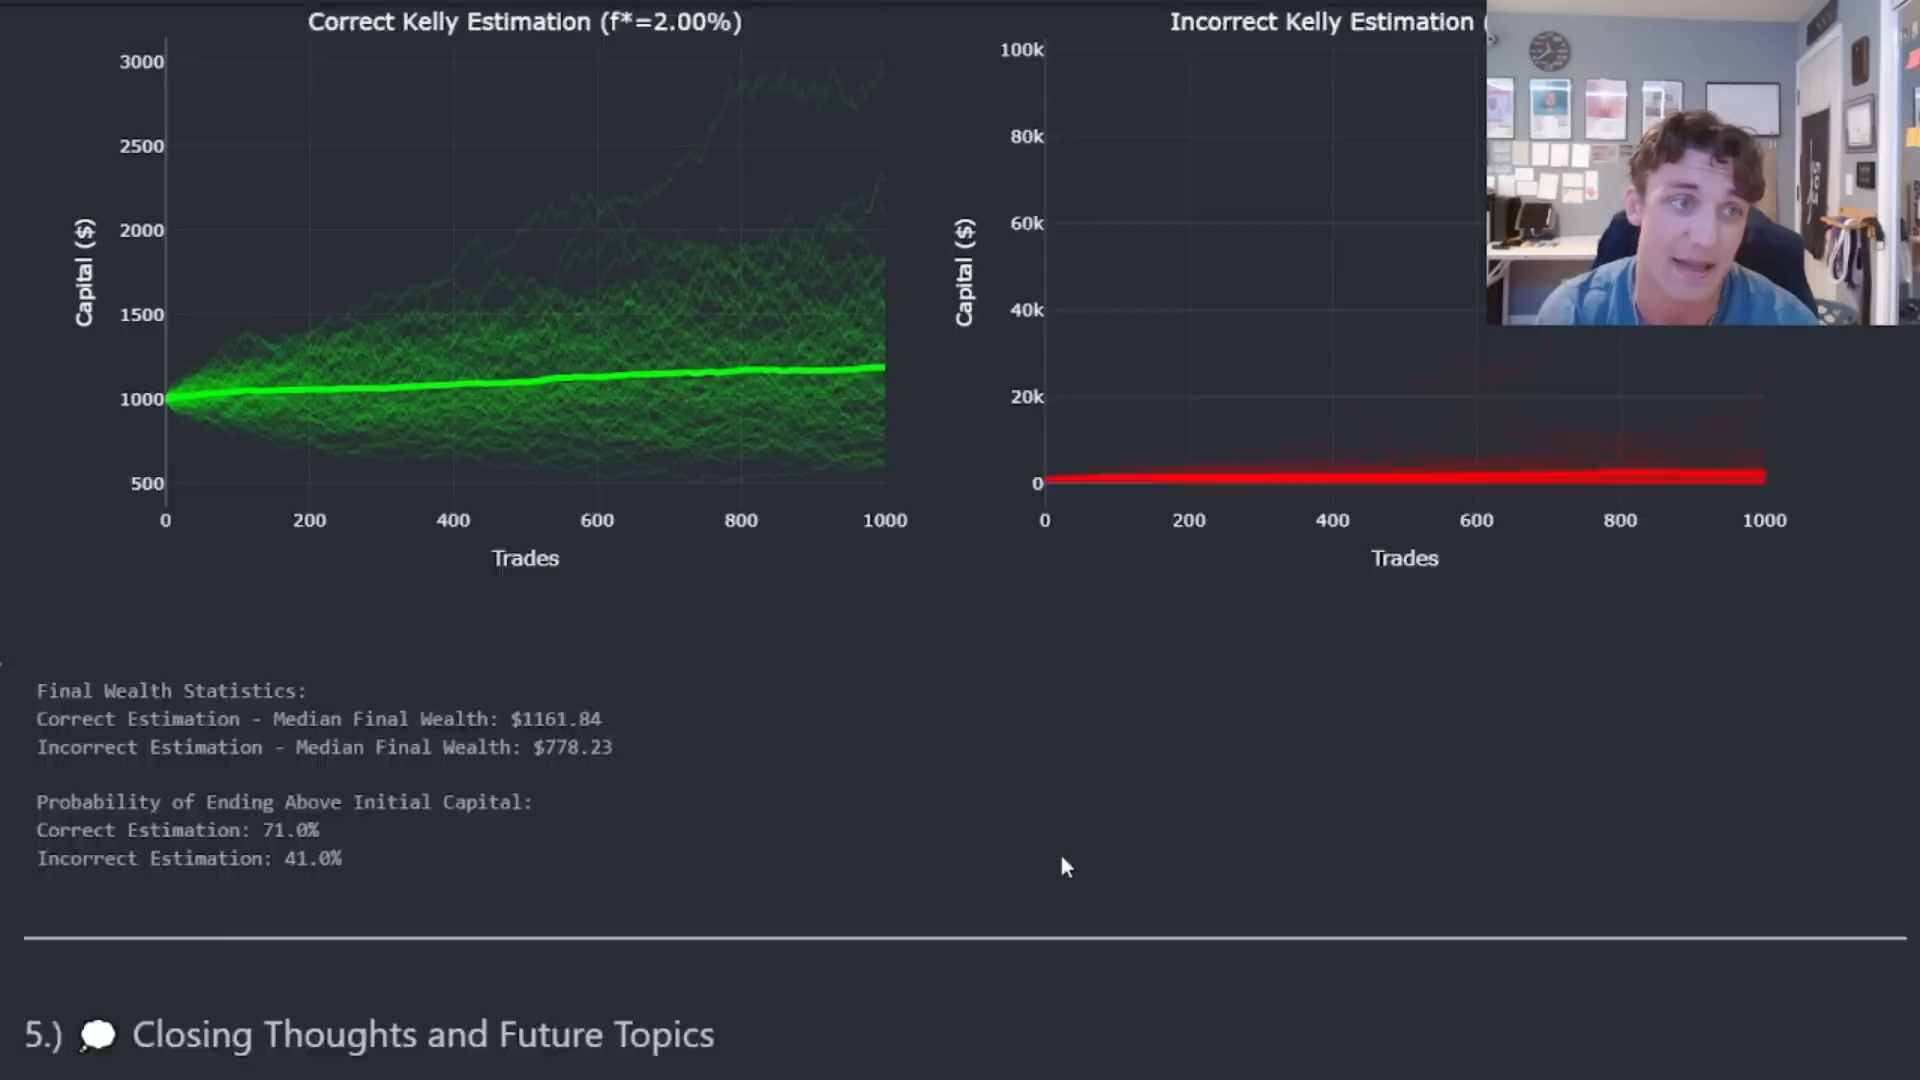 Correct Kelly Estimation (f*=2.00%)
3000
2500
2000
1500
1000
500
Capital ($)
0 200 400 600 800 1000
Trades
Incorrect Kelly Estimation (
100k
80k
60k
40k
20k
0
Capital ($)
0 200 400 600 800 1000
Trades
Final Wealth Statistics:
Correct Estimation - Median Final Wealth: $1161.84
Incorrect Estimation - Median Final Wealth: $778.23
Probability of Ending Above Initial Capital:
Correct Estimation: 71.0%
Incorrect Estimation: 41.0%
5.) 💭 Closing Thoughts and Future Topics